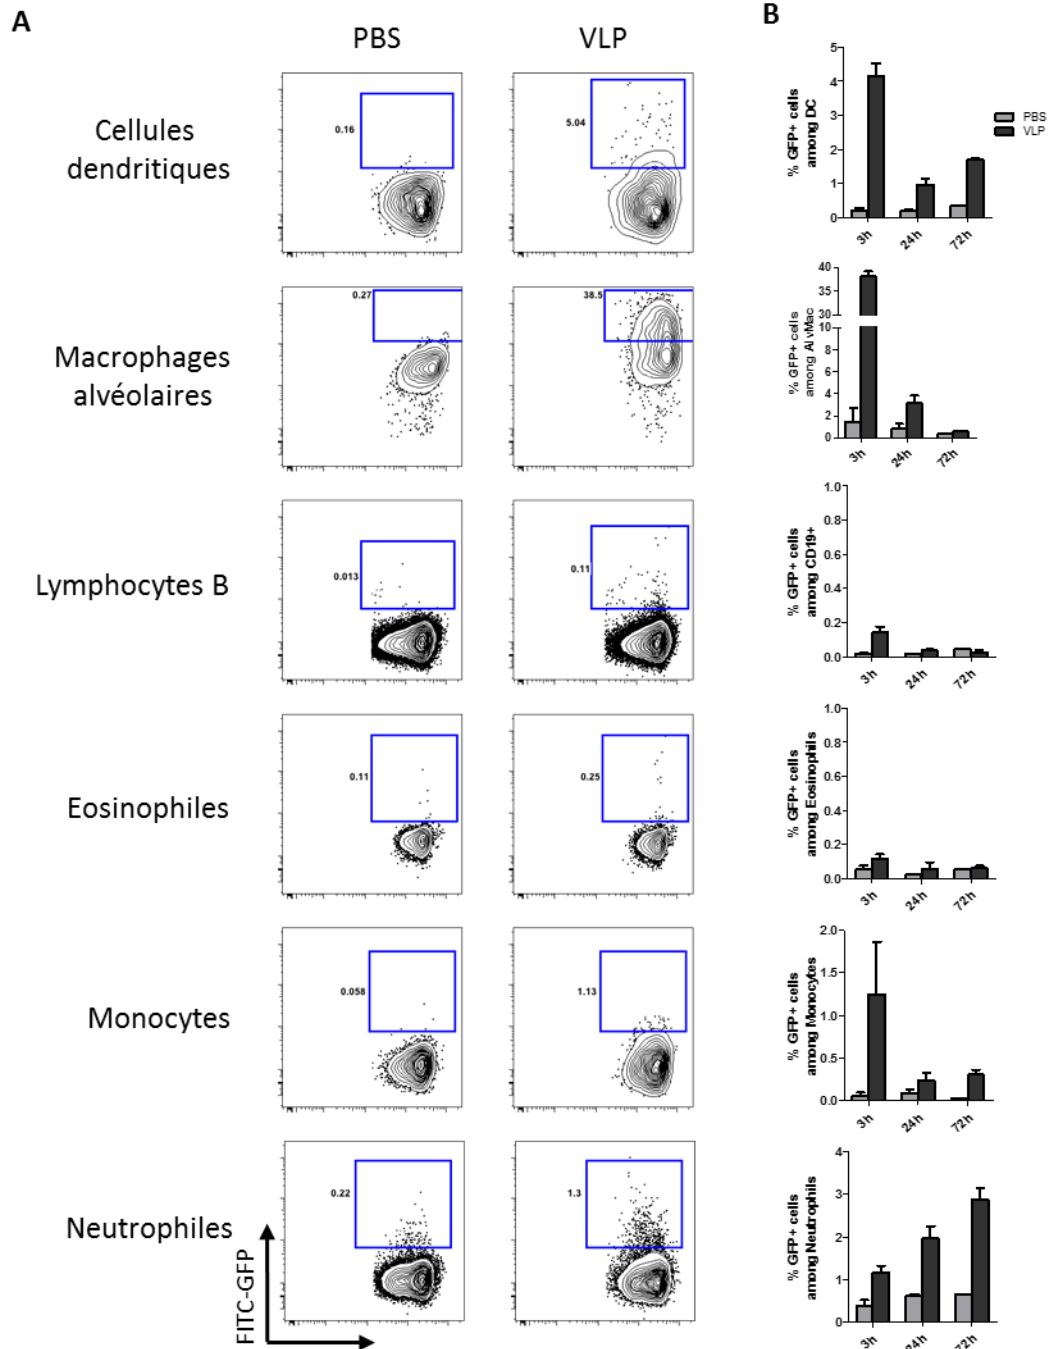 A
B
PBS
VLP
Cellules
dendritiques
0.16
5.04
% GFP+ cells
among DC
5
4
3
2
1
0
3h
24h
72h
PBS
VLP
Macrophages
alvéolaires
0.27
38.5
% GFP+ cells
among AlvMac
40
35
30
10
8
6
4
2
0
3h
24h
72h
Lymphocytes B
0.013
0.11
% GFP+ cells
among CD19+
1.0
0.8
0.6
0.4
0.2
0.0
3h
24h
72h
Eosinophiles
0.11
0.25
% GFP+ cells
among Eosinophils
1.0
0.8
0.6
0.4
0.2
0.0
3h
24h
72h
Monocytes
0.058
1.13
% GFP+ cells
among Monocytes
2.0
1.5
1.0
0.5
0.0
3h
24h
72h
Neutrophiles
0.22
1.3
FITC-GFP
% GFP+ cells
among Neutrophils
4
3
2
1
0
3h
24h
72h